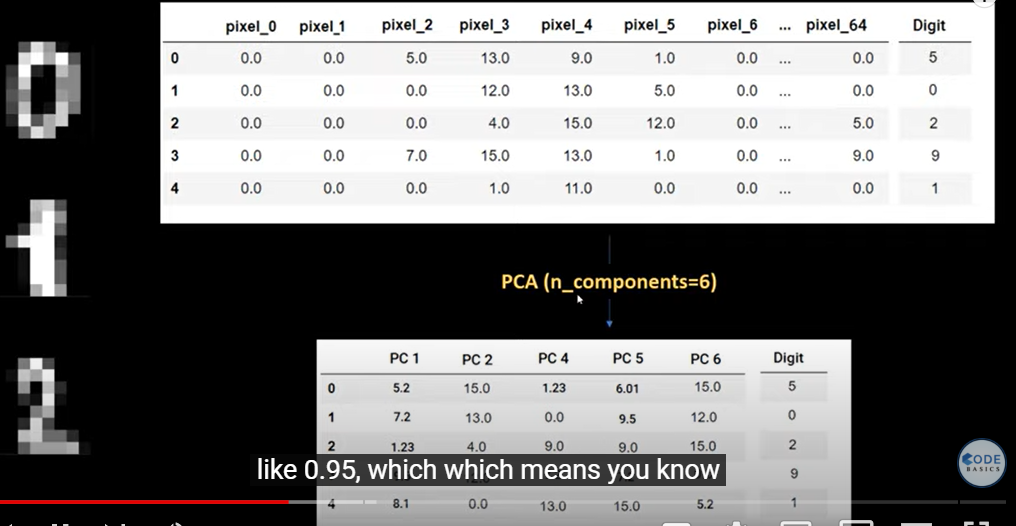 pixel_0 pixel_1 pixel_2 pixel_3 pixel_4 pixel_5 pixel_6 ... pixel_64 Digit
0 0.0 0.0 5.0 13.0 9.0 1.0 0.0 ... 0.0 5
1 0.0 0.0 0.0 12.0 13.0 5.0 0.0 ... 0.0 0
2 0.0 0.0 0.0 4.0 15.0 12.0 0.0 ... 5.0 2
3 0.0 0.0 7.0 15.0 13.0 1.0 0.0 ... 9.0 9
4 0.0 0.0 0.0 1.0 11.0 0.0 0.0 ... 0.0 1
0
1
2
PCA (n_components=6)
PC 1 PC 2 PC 4 PC 5 PC 6 Digit
0 5.2 15.0 1.23 6.01 15.0 5
1 7.2 13.0 0.0 9.5 12.0 0
2 1.23 4.0 9.0 9.0 15.0 2
9
like 0.95, which which means you know
4 8.1 0.0 13.0 15.0 5.2 1
CODE
BASICS